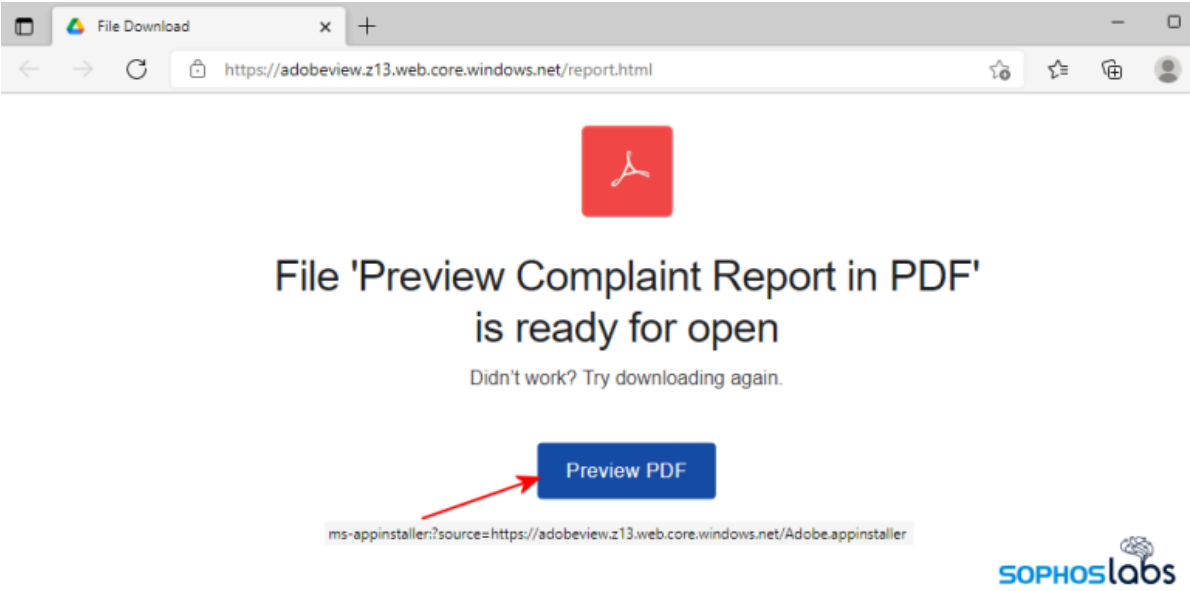 File Download
https://adobeview.z13.web.core.windows.net/report.html
File 'Preview Complaint Report in PDF'
is ready for open
Didn't work? Try downloading again.
Preview PDF
ms-appinstaller:?source=https://adobeview.z13.web.core.windows.net/Adobe.appinstaller
SOPHOSlabs